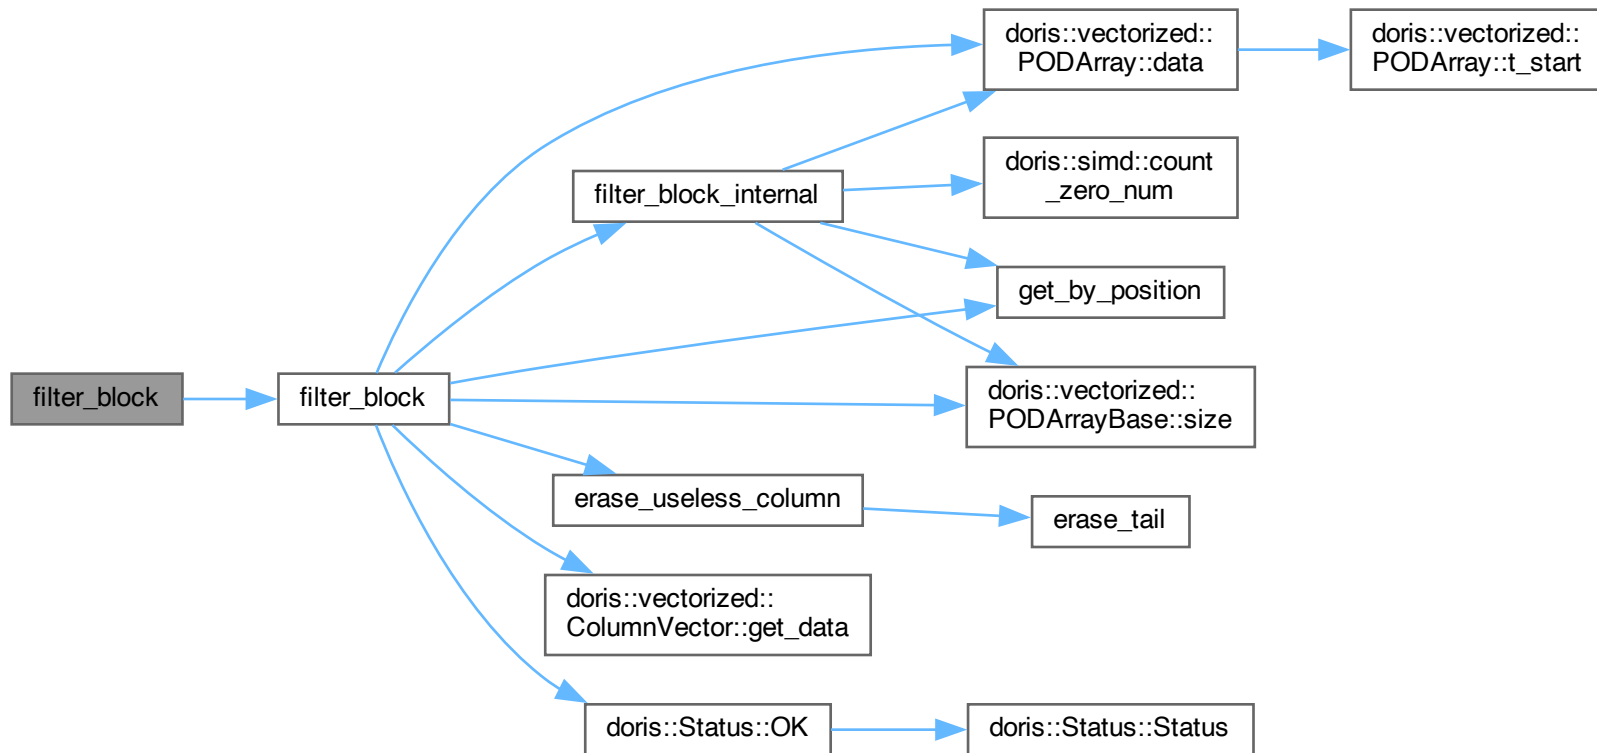 filter_block
filter_block
filter_block_internal
doris::vectorized::
PODArray::data
doris::vectorized::
PODArray::t_start
doris::simd::count
_zero_num
get_by_position
doris::vectorized::
PODArrayBase::size
erase_useless_column
erase_tail
doris::vectorized::
ColumnVector::get_data
doris::Status::OK
doris::Status::Status